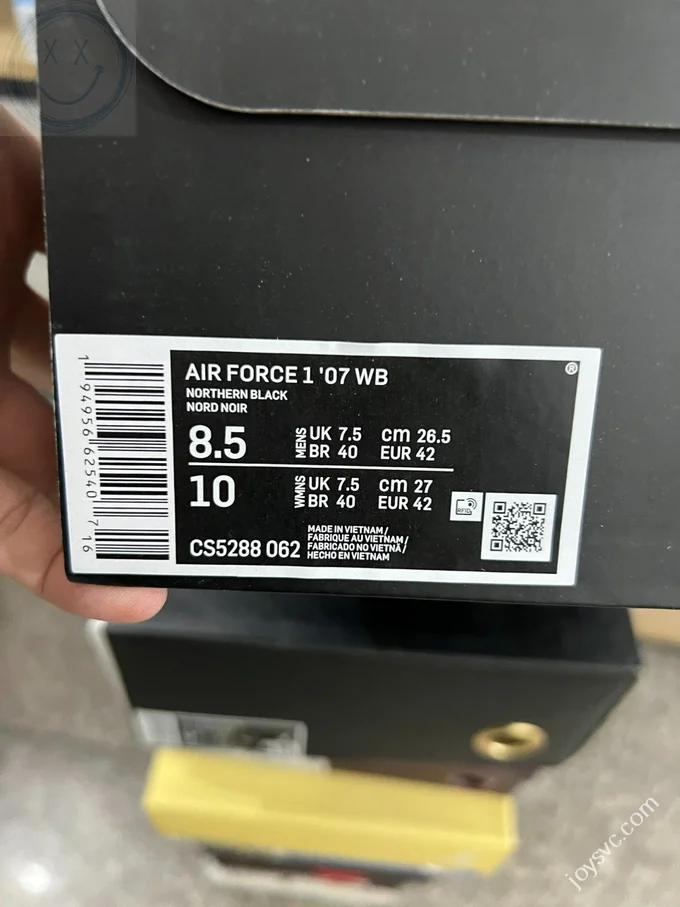 X X
AIR FORCE 1 '07 WB
®
NORTHERN BLACK
NORD NOIR
8.5
MENS
UK 7.5 cm 26.5
BR 40 EUR 42
10
WMNS
UK 7.5 cm 27
BR 40 EUR 42
RFID
CS5288 062
MADE IN VIETNAM /
FABRIQUE AU VIETNAM /
FABRICADO NO VIETNÃ /
HECHO EN VIETNAM
1 94956 62540 7 16
joysvc.com